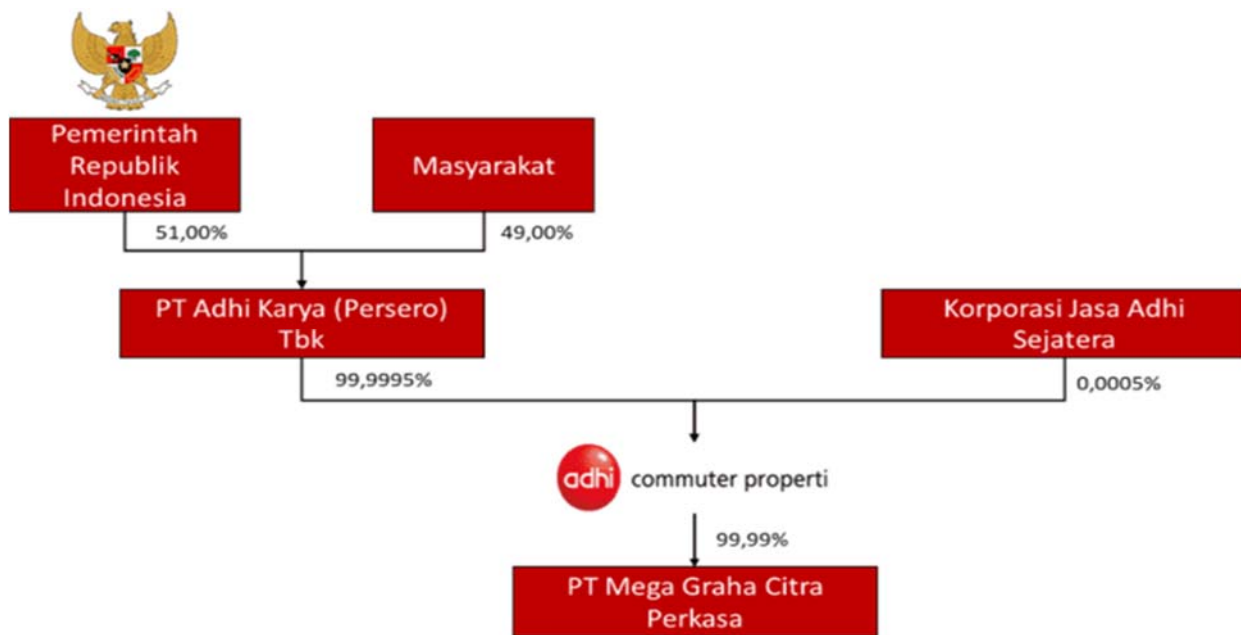 Pemerintah
Republik
Indonesia
Masyarakat
51,00%
49,00%
PT Adhi Karya (Persero)
Tbk
Korporasi Jasa Adhi
Sejatera
99,9995%
0,0005%
adhi commuter properti
99,99%
PT Mega Graha Citra
Perkasa